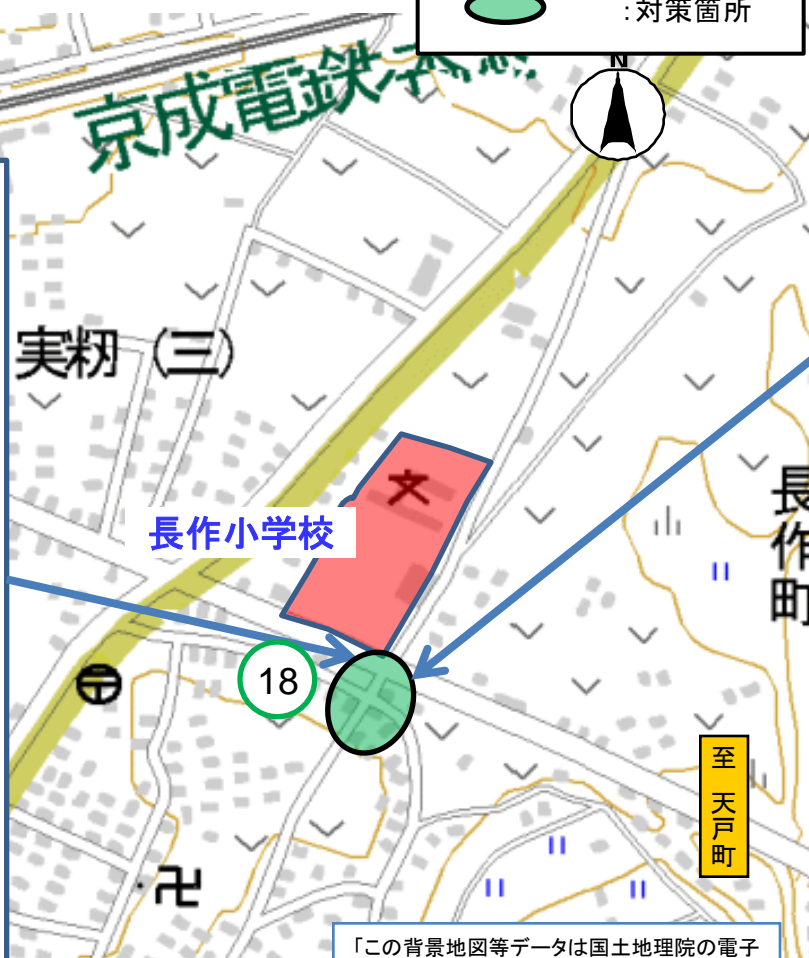 :対策箇所
N
京成電鉄本線
実籾(三)
文
長作小学校
長作町
18
至 天戸町
「この背景地図等データは国土地理院の電子